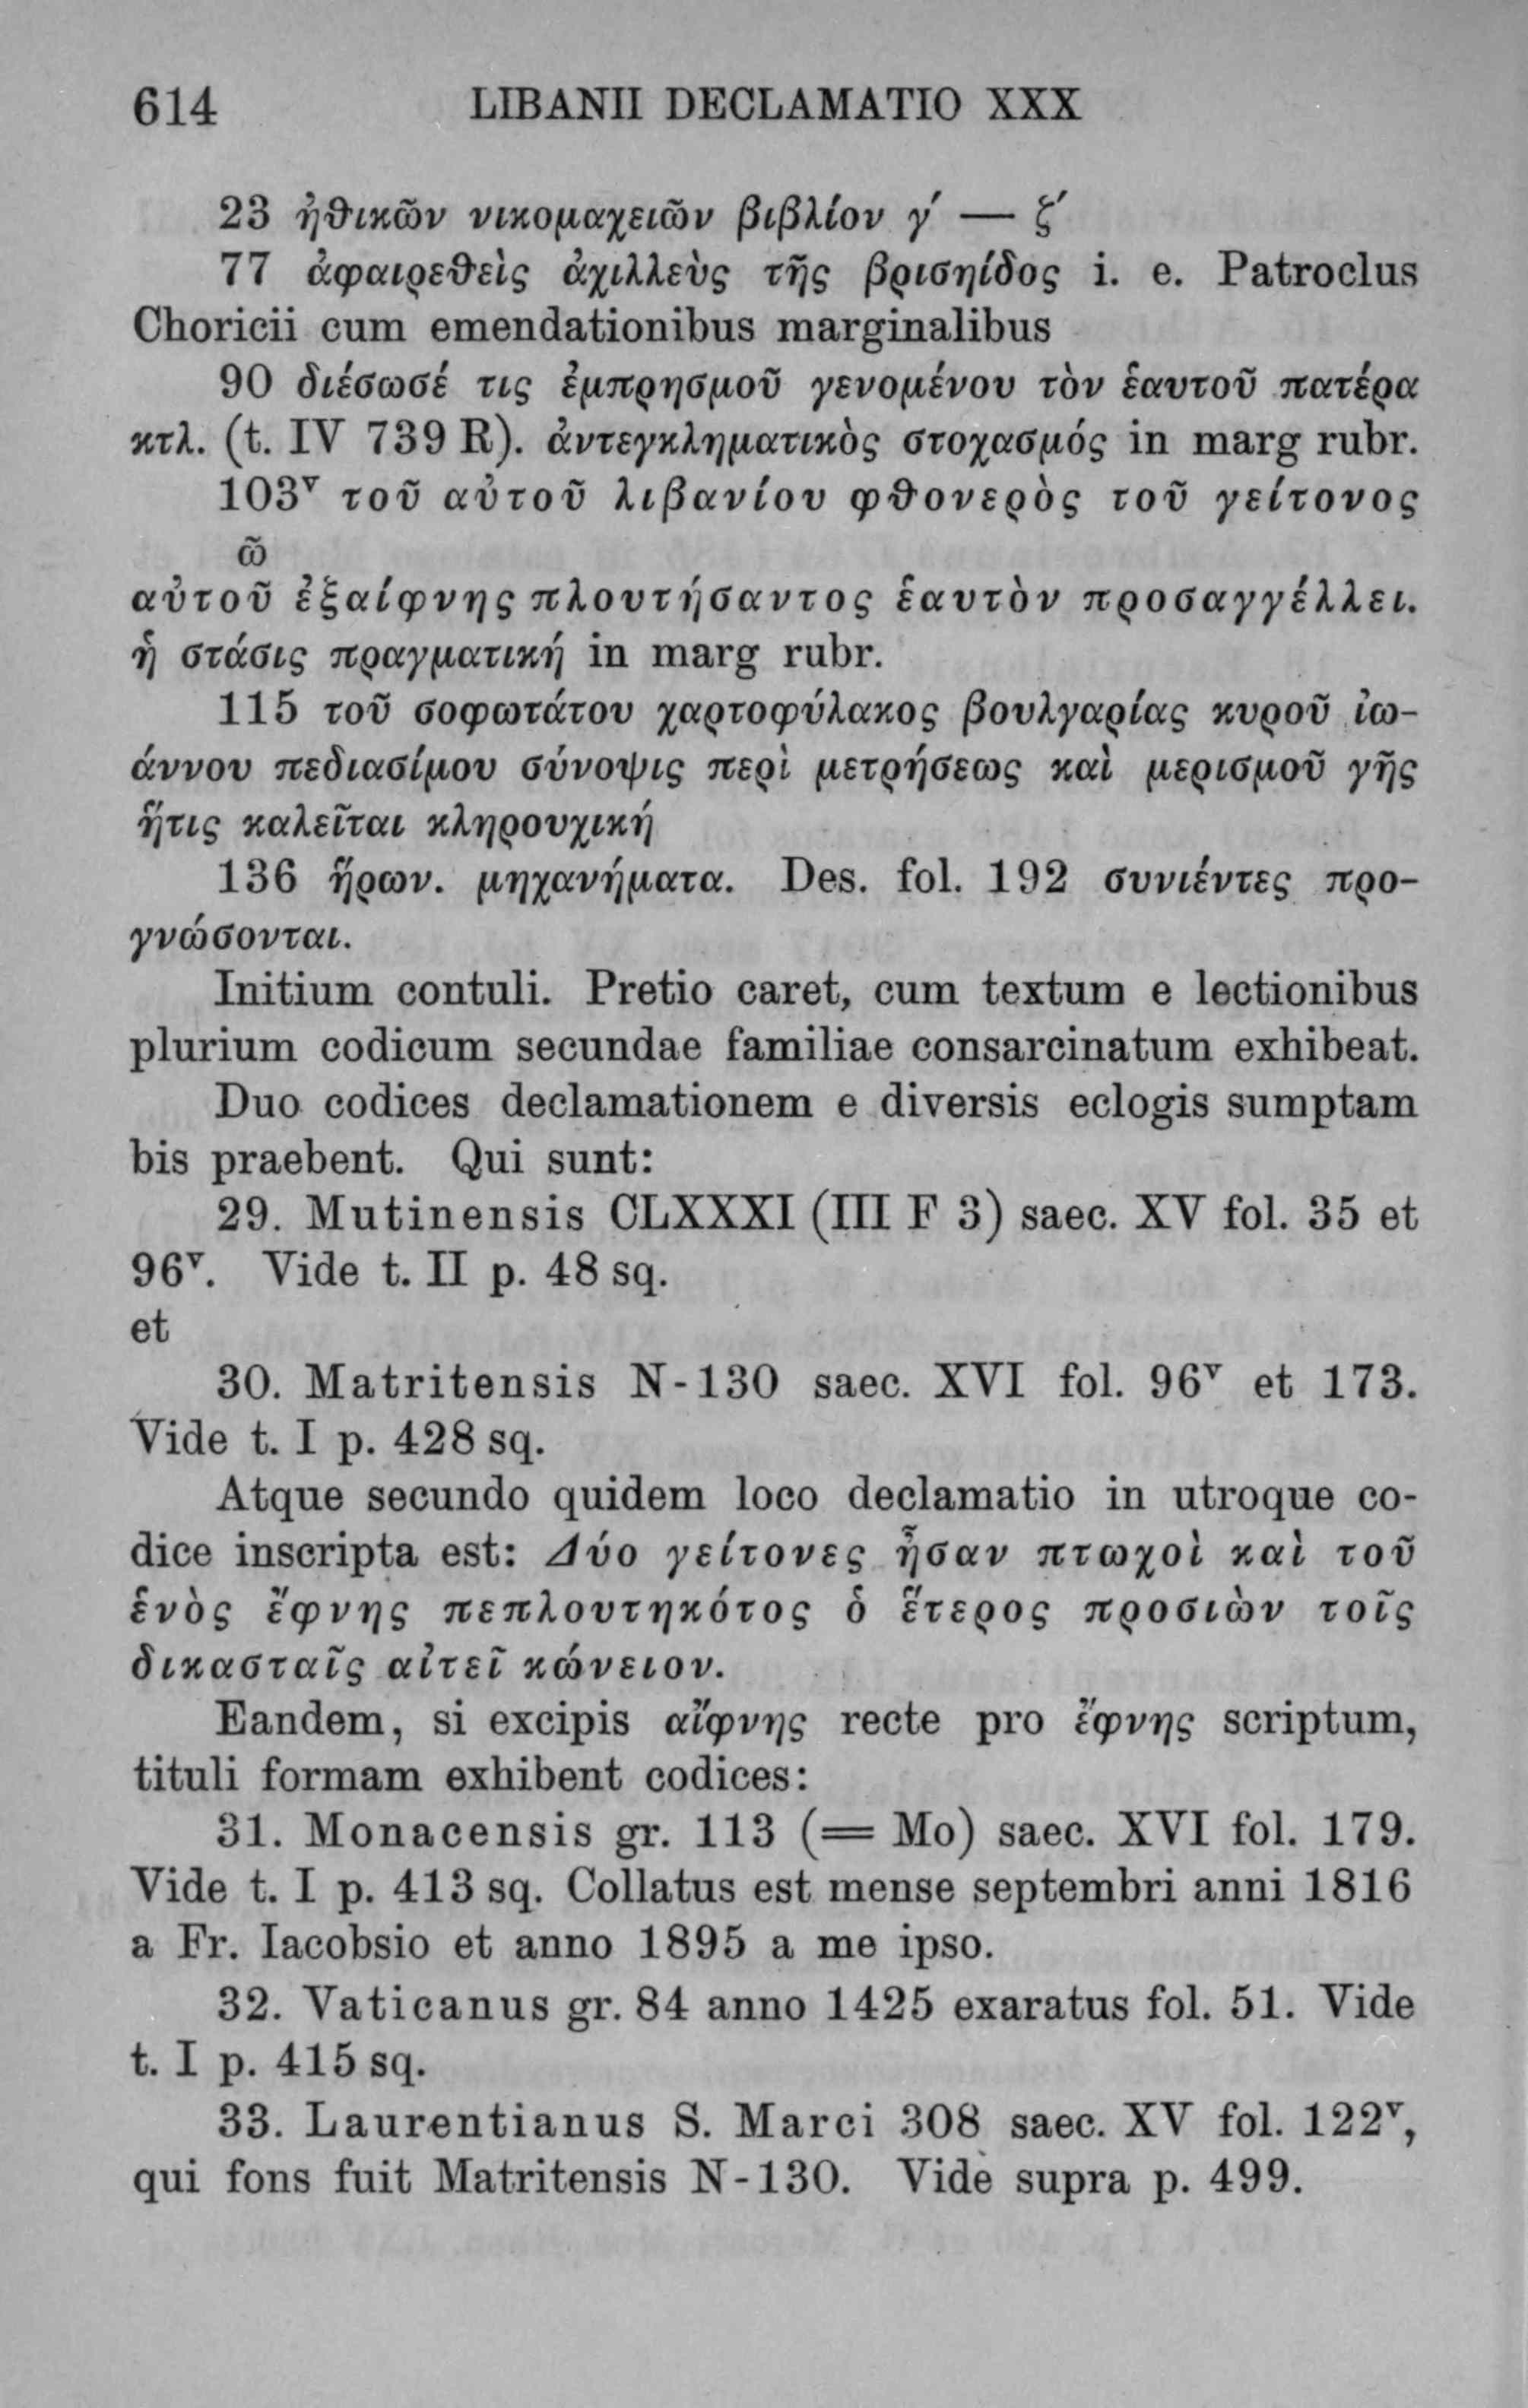 614 LIBANII DECLAMATIO XXX
23 ἠθικῶν νικομαχειῶν βιβλίον γ´ — ζ´
77 ἀφαιρεθεὶς ἀχιλλεὺς τῆς βρισηίδος i. e. Patroclus
Choricii cum emendationibus marginalibus
90 διέσωσέ τις ἐμπρησμοῦ γενομένου τὸν ἑαυτοῦ πατέρα
κτλ. (t. IV 739 R). ἀντεγκληματικὸς στοχασμός in marg rubr.
103ᵛ τοῦ αὐτοῦ λιβανίου φθονερὸς τοῦ γείτονος
ῶ
αὐτοῦ ἐξαίφνης πλουτήσαντος ἑαυτὸν προσαγγέλλει.
ἡ στάσις πραγματική in marg rubr.
115 τοῦ σοφωτάτου χαρτοφύλακος βουλγαρίας κυροῦ ἰω-
άννου πεδιασίμου σύνοψις περὶ μετρήσεως καὶ μερισμοῦ γῆς
ἥτις καλεῖται κληρουχική
136 ἥρων. μηχανήματα. Des. fol. 192 συνιέντες προ-
γνώσονται.
Initium contuli. Pretio caret, cum textum e lectionibus
plurium codicum secundae familiae consarcinatum exhibeat.
Duo codices declamationem e diversis eclogis sumptam
bis praebent. Qui sunt:
29. Mutinensis CLXXXI (III F 3) saec. XV fol. 35 et
96ᵛ. Vide t. II p. 48 sq.
et
30. Matritensis N-130 saec. XVI fol. 96ᵛ et 173.
Vide t. I p. 428 sq.
Atque secundo quidem loco declamatio in utroque co-
dice inscripta est: Δύο γείτονες ἦσαν πτωχοὶ καὶ τοῦ
ἑνὸς ἔφνης πεπλουτηκότος ὁ ἕτερος προσιὼν τοῖς
δικασταῖς αἰτεῖ κώνειον.
Eandem, si excipis αἴφνης recte pro ἔφνης scriptum,
tituli formam exhibent codices:
31. Monacensis gr. 113 (= Mo) saec. XVI fol. 179.
Vide t. I p. 413 sq. Collatus est mense septembri anni 1816
a Fr. Iacobsio et anno 1895 a me ipso.
32. Vaticanus gr. 84 anno 1425 exaratus fol. 51. Vide
t. I p. 415 sq.
33. Laurentianus S. Marci 308 saec. XV fol. 122ᵛ,
qui fons fuit Matritensis N-130. Vide supra p. 499.